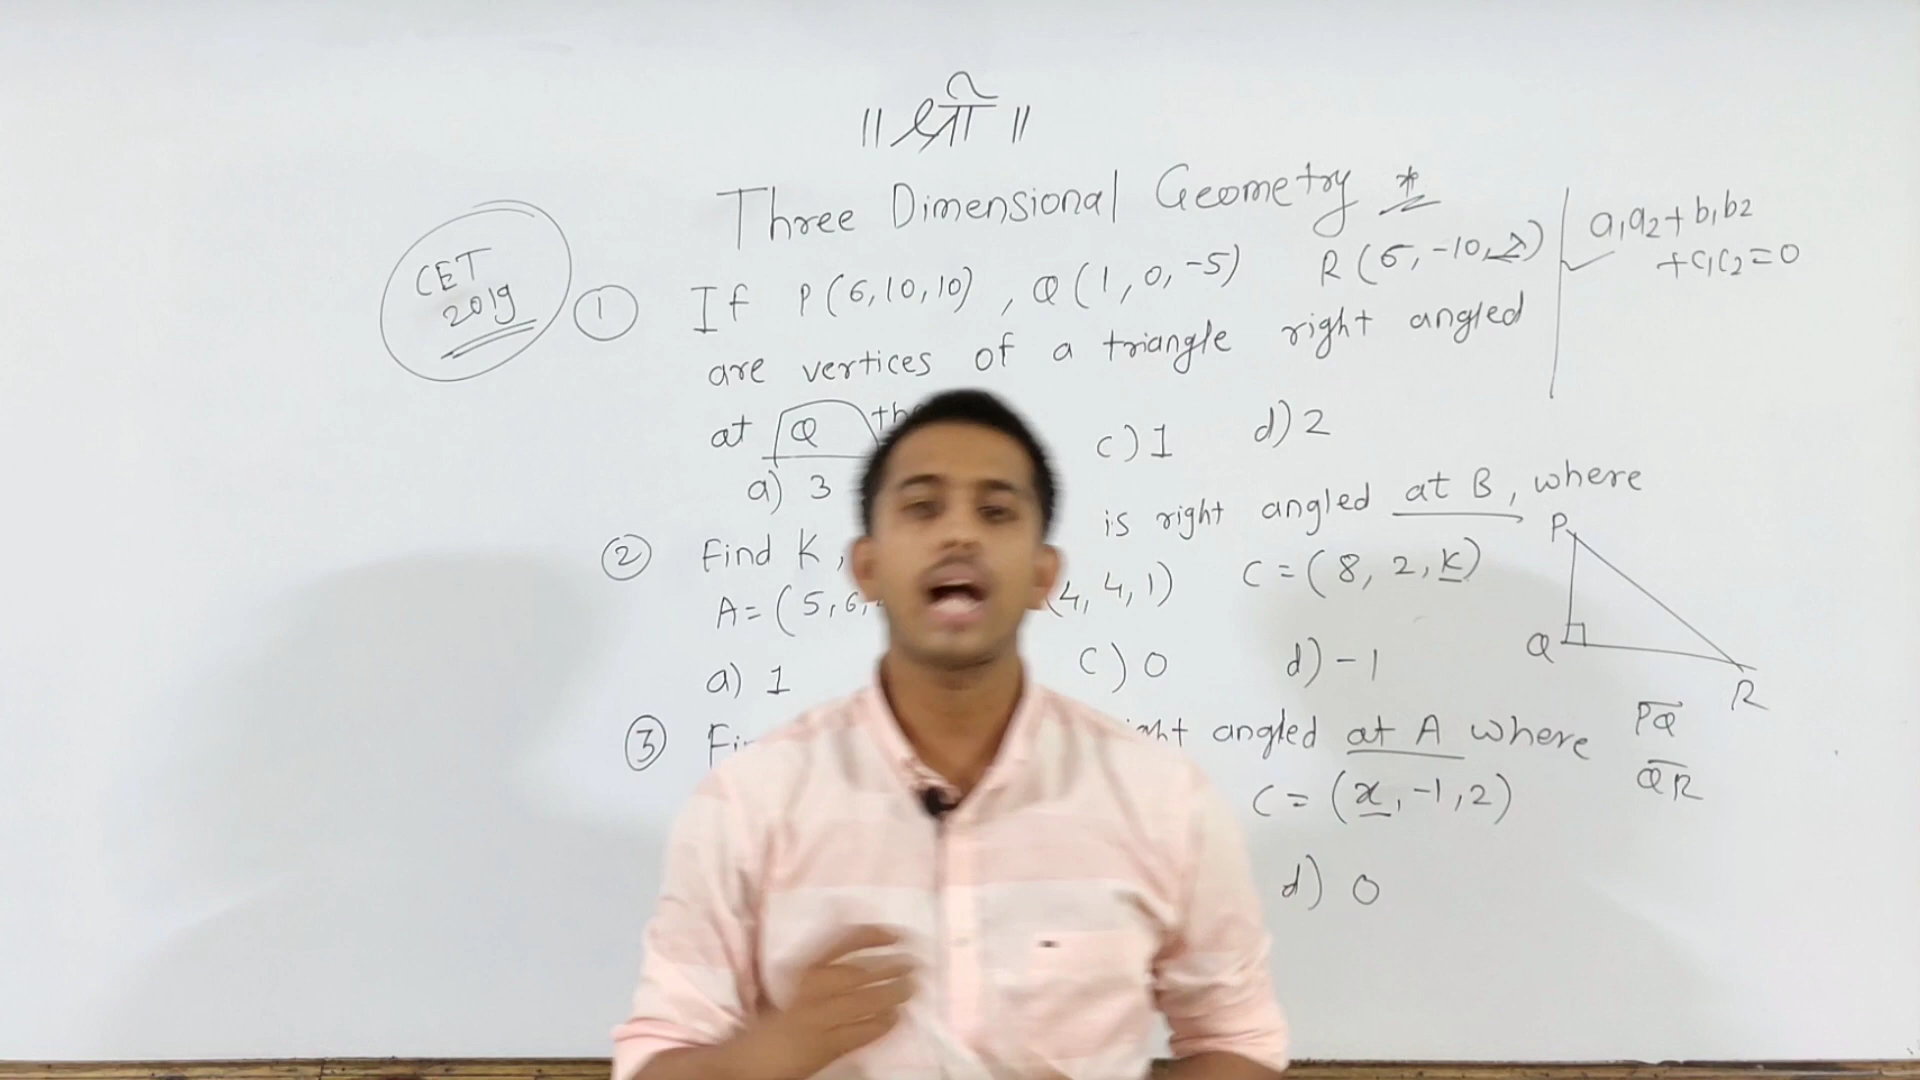 ॥ श्री ॥
Three Dimensional Geometry *
CET
2019
① If P(6,10,10), Q(1,0,-5) R(6,-10,λ)
are vertices of a triangle right angled
at Q
a) 3 c) 1 d) 2
② Find K, is right angled at B, where
A=(5,6, (4,4,1) C=(8,2,k)
a) 1 c) 0 d) -1
③ angled at A where
C=(x,-1,2)
d) 0
a₁a₂+b₁b₂
+c₁c₂=0
P
Q
R
PQ
QR